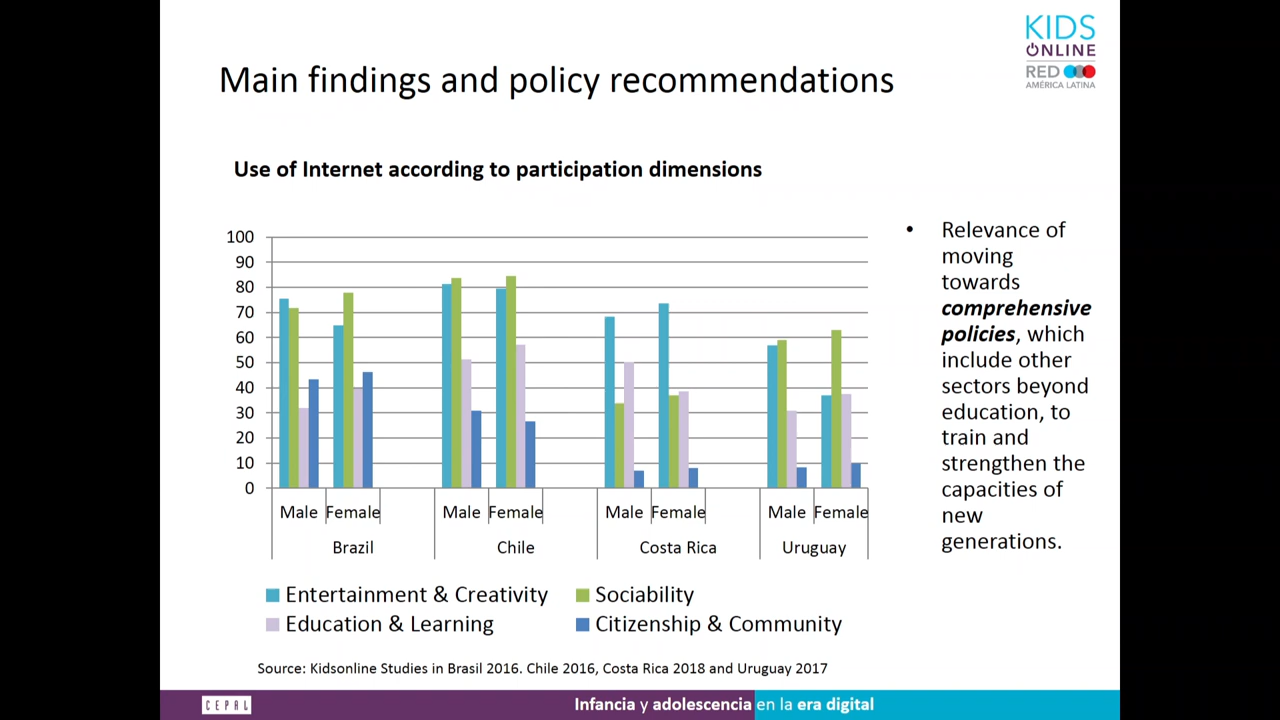 KIDS
ONLINE
RED
AMÉRICA LATINA
Main findings and policy recommendations
Use of Internet according to participation dimensions
100
90
80
70
60
50
40
30
20
10
0
Male Female Male Female Male Female Male Female
Brazil Chile Costa Rica Uruguay
Entertainment & Creativity Sociability
Education & Learning Citizenship & Community
• Relevance of
moving
towards
comprehensive
policies, which
include other
sectors beyond
education, to
train and
strengthen the
capacities of
new
generations.
Source: Kidsonline Studies in Brasil 2016. Chile 2016, Costa Rica 2018 and Uruguay 2017
CEPAL
Infancia y adolescencia en la era digital